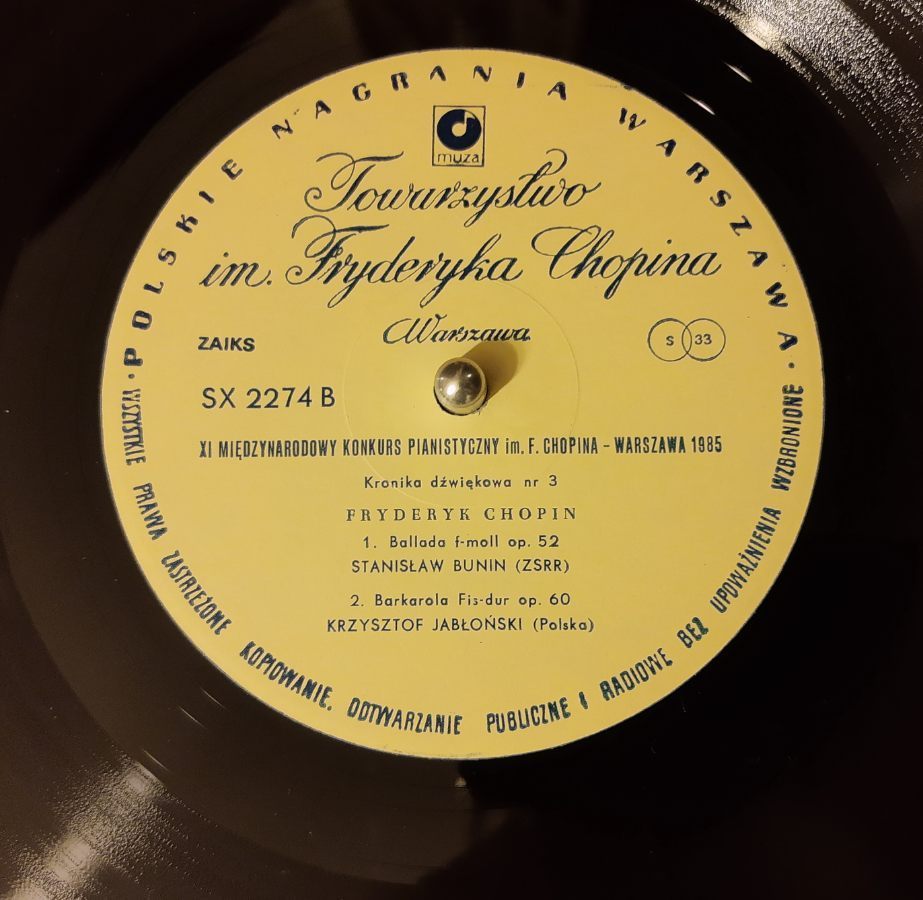 POLSKIE NAGRANIA WARSZAWA
muza
Towarzystwo
im. Fryderyka Chopina
Warszawa
ZAIKS
S 33
SX 2274 B
XI MIĘDZYNARODOWY KONKURS PIANISTYCZNY im. F. CHOPINA – WARSZAWA 1985
Kronika dźwiękowa nr 3
FRYDERYK CHOPIN
1. Ballada f-moll op. 52
STANISŁAW BUNIN (ZSRR)
2. Barkarola Fis-dur op. 60
KRZYSZTOF JABŁOŃSKI (Polska)
· WSZYSTKIE PRAWA ZASTRZEŻONE KOPIOWANIE. ODTWARZANIE PUBLICZNE I RADIOWE BEZ UPOWAŻNIENIA WZBRONIONE ·